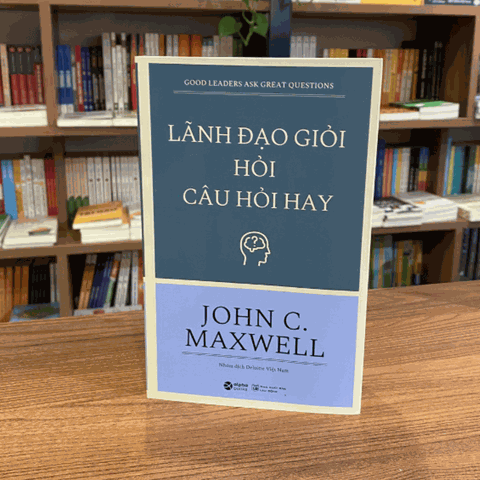 GOOD LEADERS ASK GREAT QUESTIONS
LÃNH ĐẠO GIỎI
HỎI
CÂU HỎI HAY
?
JOHN C.
MAXWELL
Nhóm dịch Deloitte Việt Nam
alpha